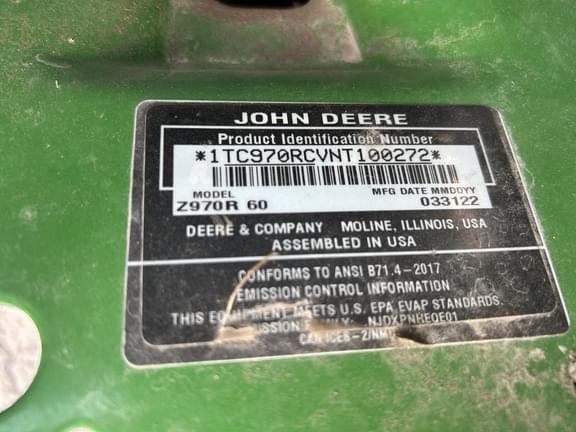 JOHN DEERE
Product Identification Number
*1TC970RCVNT100272*
MODEL MFG DATE MMDDYY
Z970R 60 033122
DEERE & COMPANY MOLINE, ILLINOIS, USA
ASSEMBLED IN USA
CONFORMS TO ANSI B71.4-2017
EMISSION CONTROL INFORMATION
THIS EQUIPMENT MEETS U.S. EPA EVAP STANDARDS.